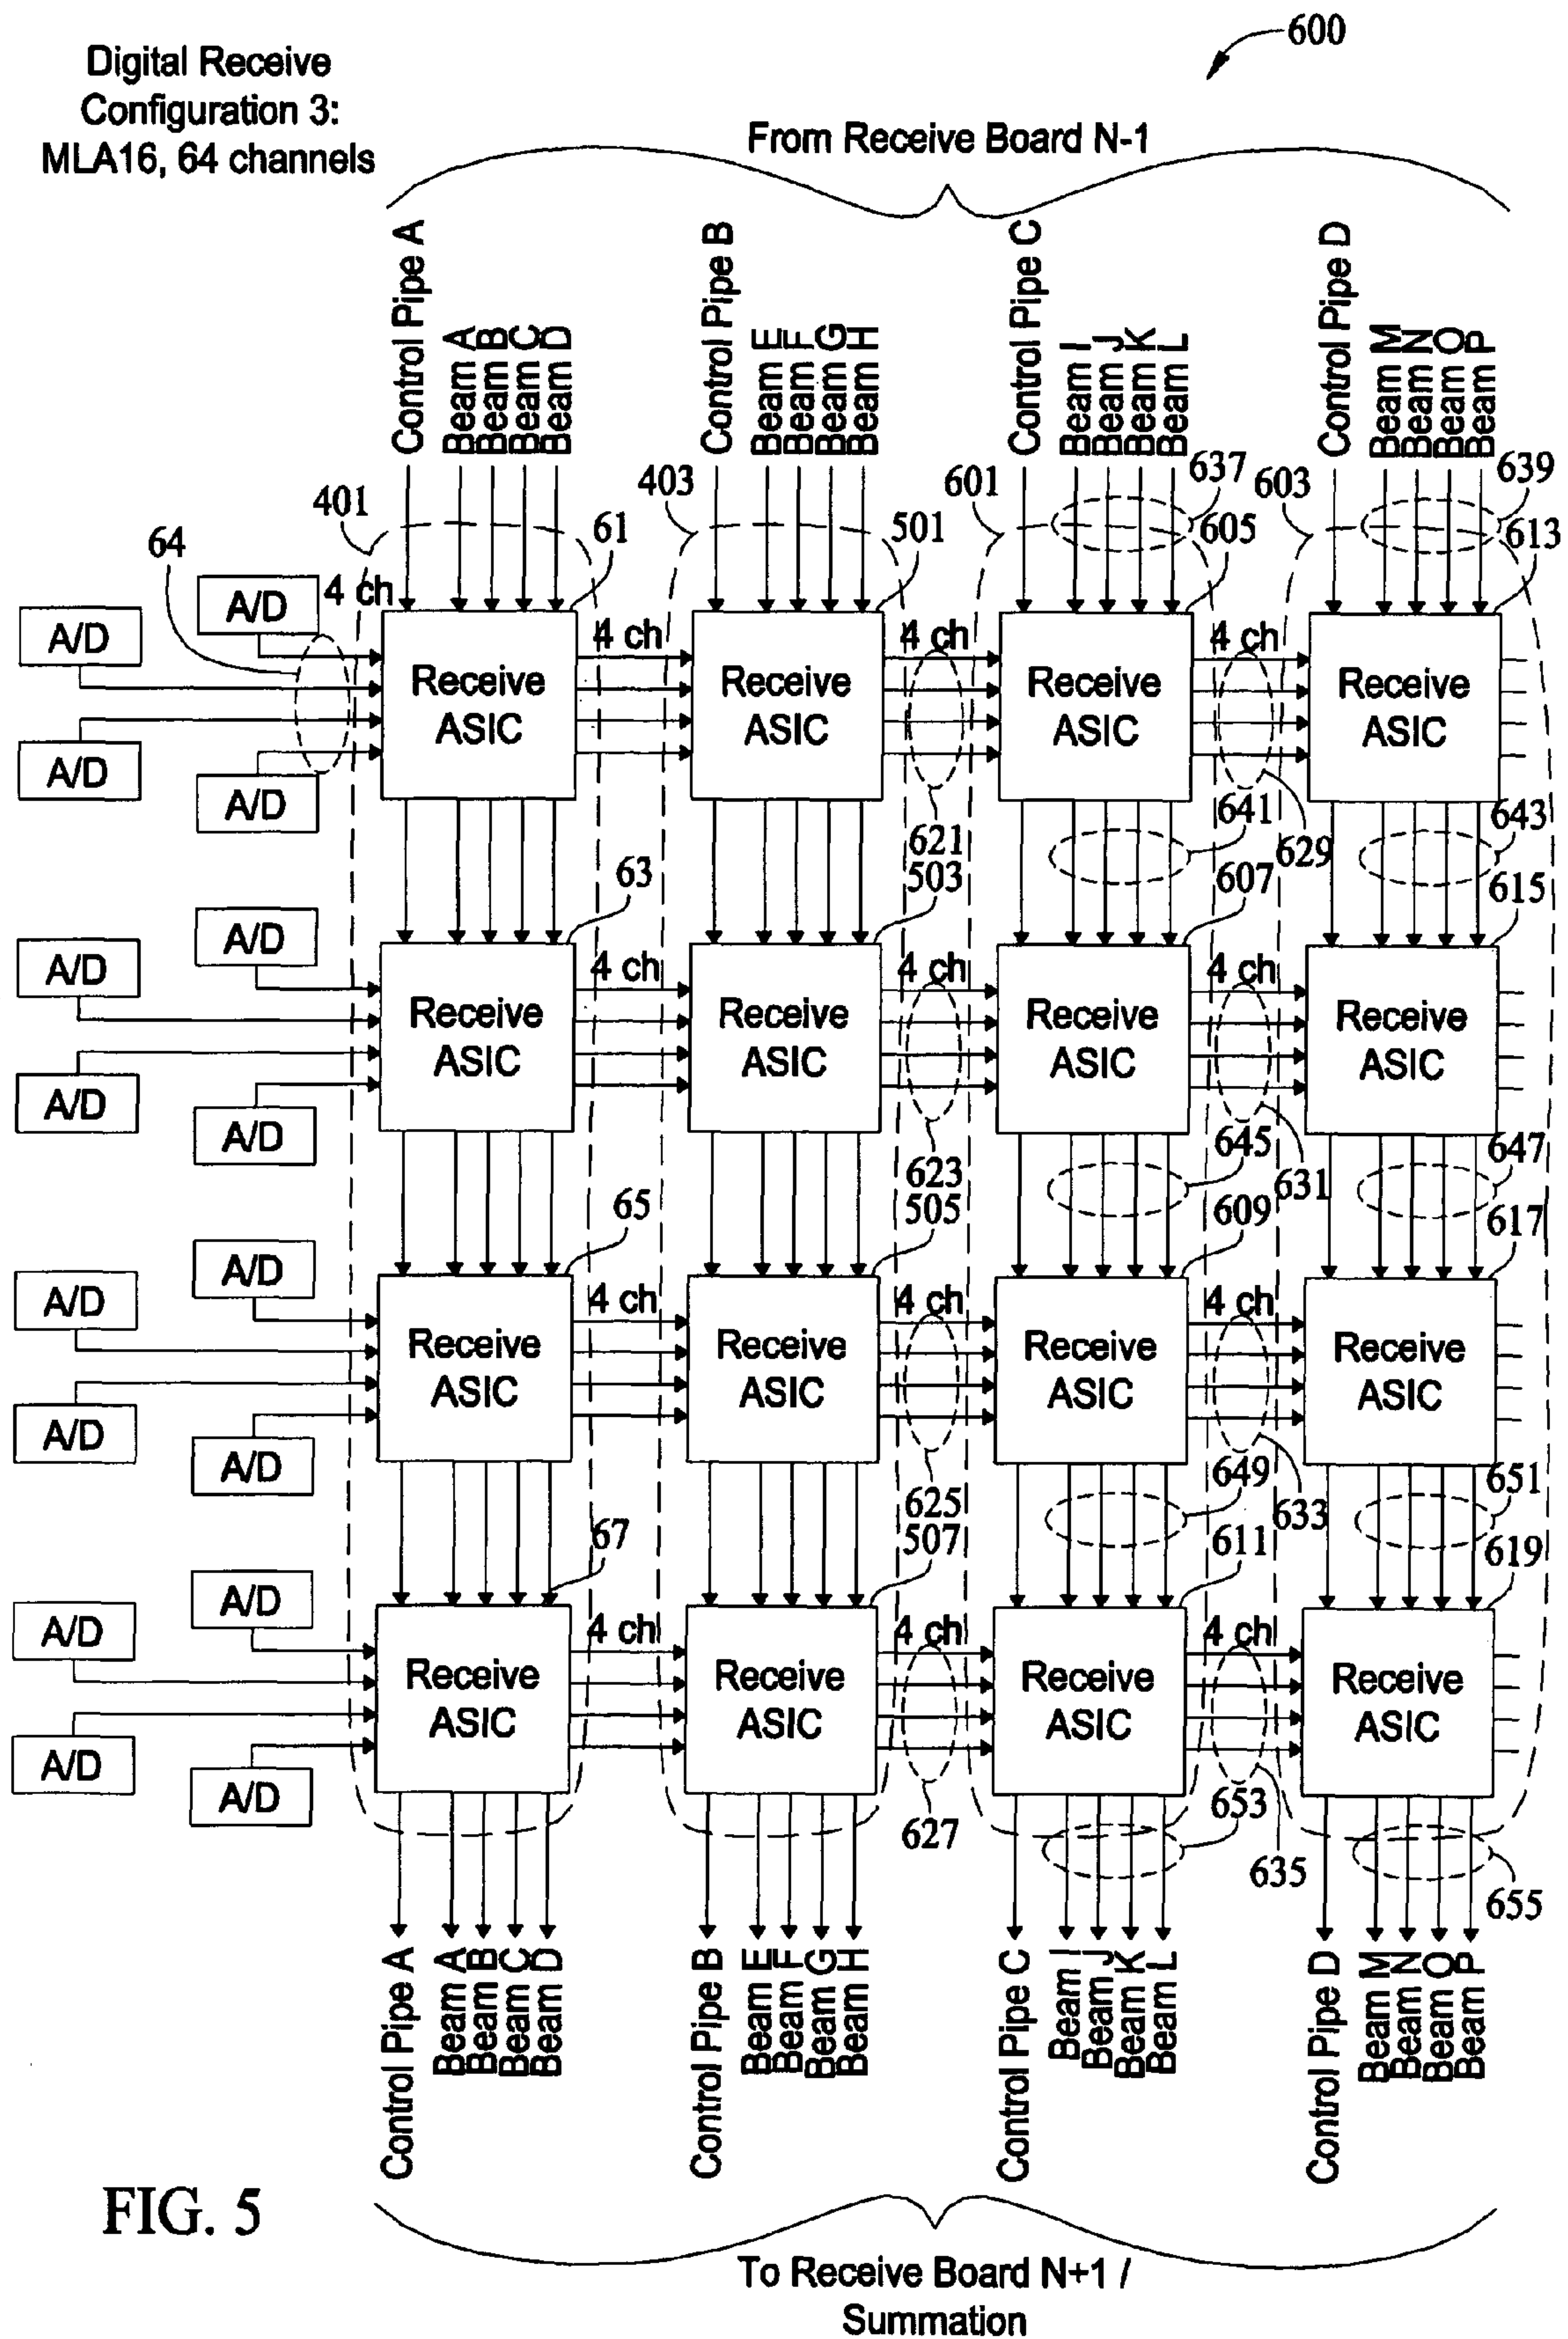 600
Digital Receive
Configuration 3:
MLA16, 64 channels
From Receive Board N-1
Control Pipe A
Beam A
Beam B
Beam C
Beam D
Control Pipe B
Beam E
Beam F
Beam G
Beam H
Control Pipe C
Beam I
Beam J
Beam K
Beam L
Control Pipe D
Beam M
Beam N
Beam O
Beam P
401
403
601
637
603
639
64
61
501
605
613
A/D
A/D
A/D
A/D
4 ch
4 ch
4 ch
4 ch
Receive
ASIC
Receive
ASIC
Receive
ASIC
Receive
ASIC
621
641
629
643
63
503
607
615
A/D
A/D
A/D
A/D
4 ch
4 ch
4 ch
Receive
ASIC
Receive
ASIC
Receive
ASIC
Receive
ASIC
623
645
631
647
65
505
609
617
A/D
A/D
A/D
A/D
4 ch
4 ch
4 ch
Receive
ASIC
Receive
ASIC
Receive
ASIC
Receive
ASIC
625
649
633
651
67
507
611
619
A/D
A/D
A/D
A/D
4 ch
4 ch
4 ch
Receive
ASIC
Receive
ASIC
Receive
ASIC
Receive
ASIC
627
653
635
655
Control Pipe A
Beam A
Beam B
Beam C
Beam D
Control Pipe B
Beam E
Beam F
Beam G
Beam H
Control Pipe C
Beam I
Beam J
Beam K
Beam L
Control Pipe D
Beam M
Beam N
Beam O
Beam P
FIG. 5
To Receive Board N+1 /
Summation